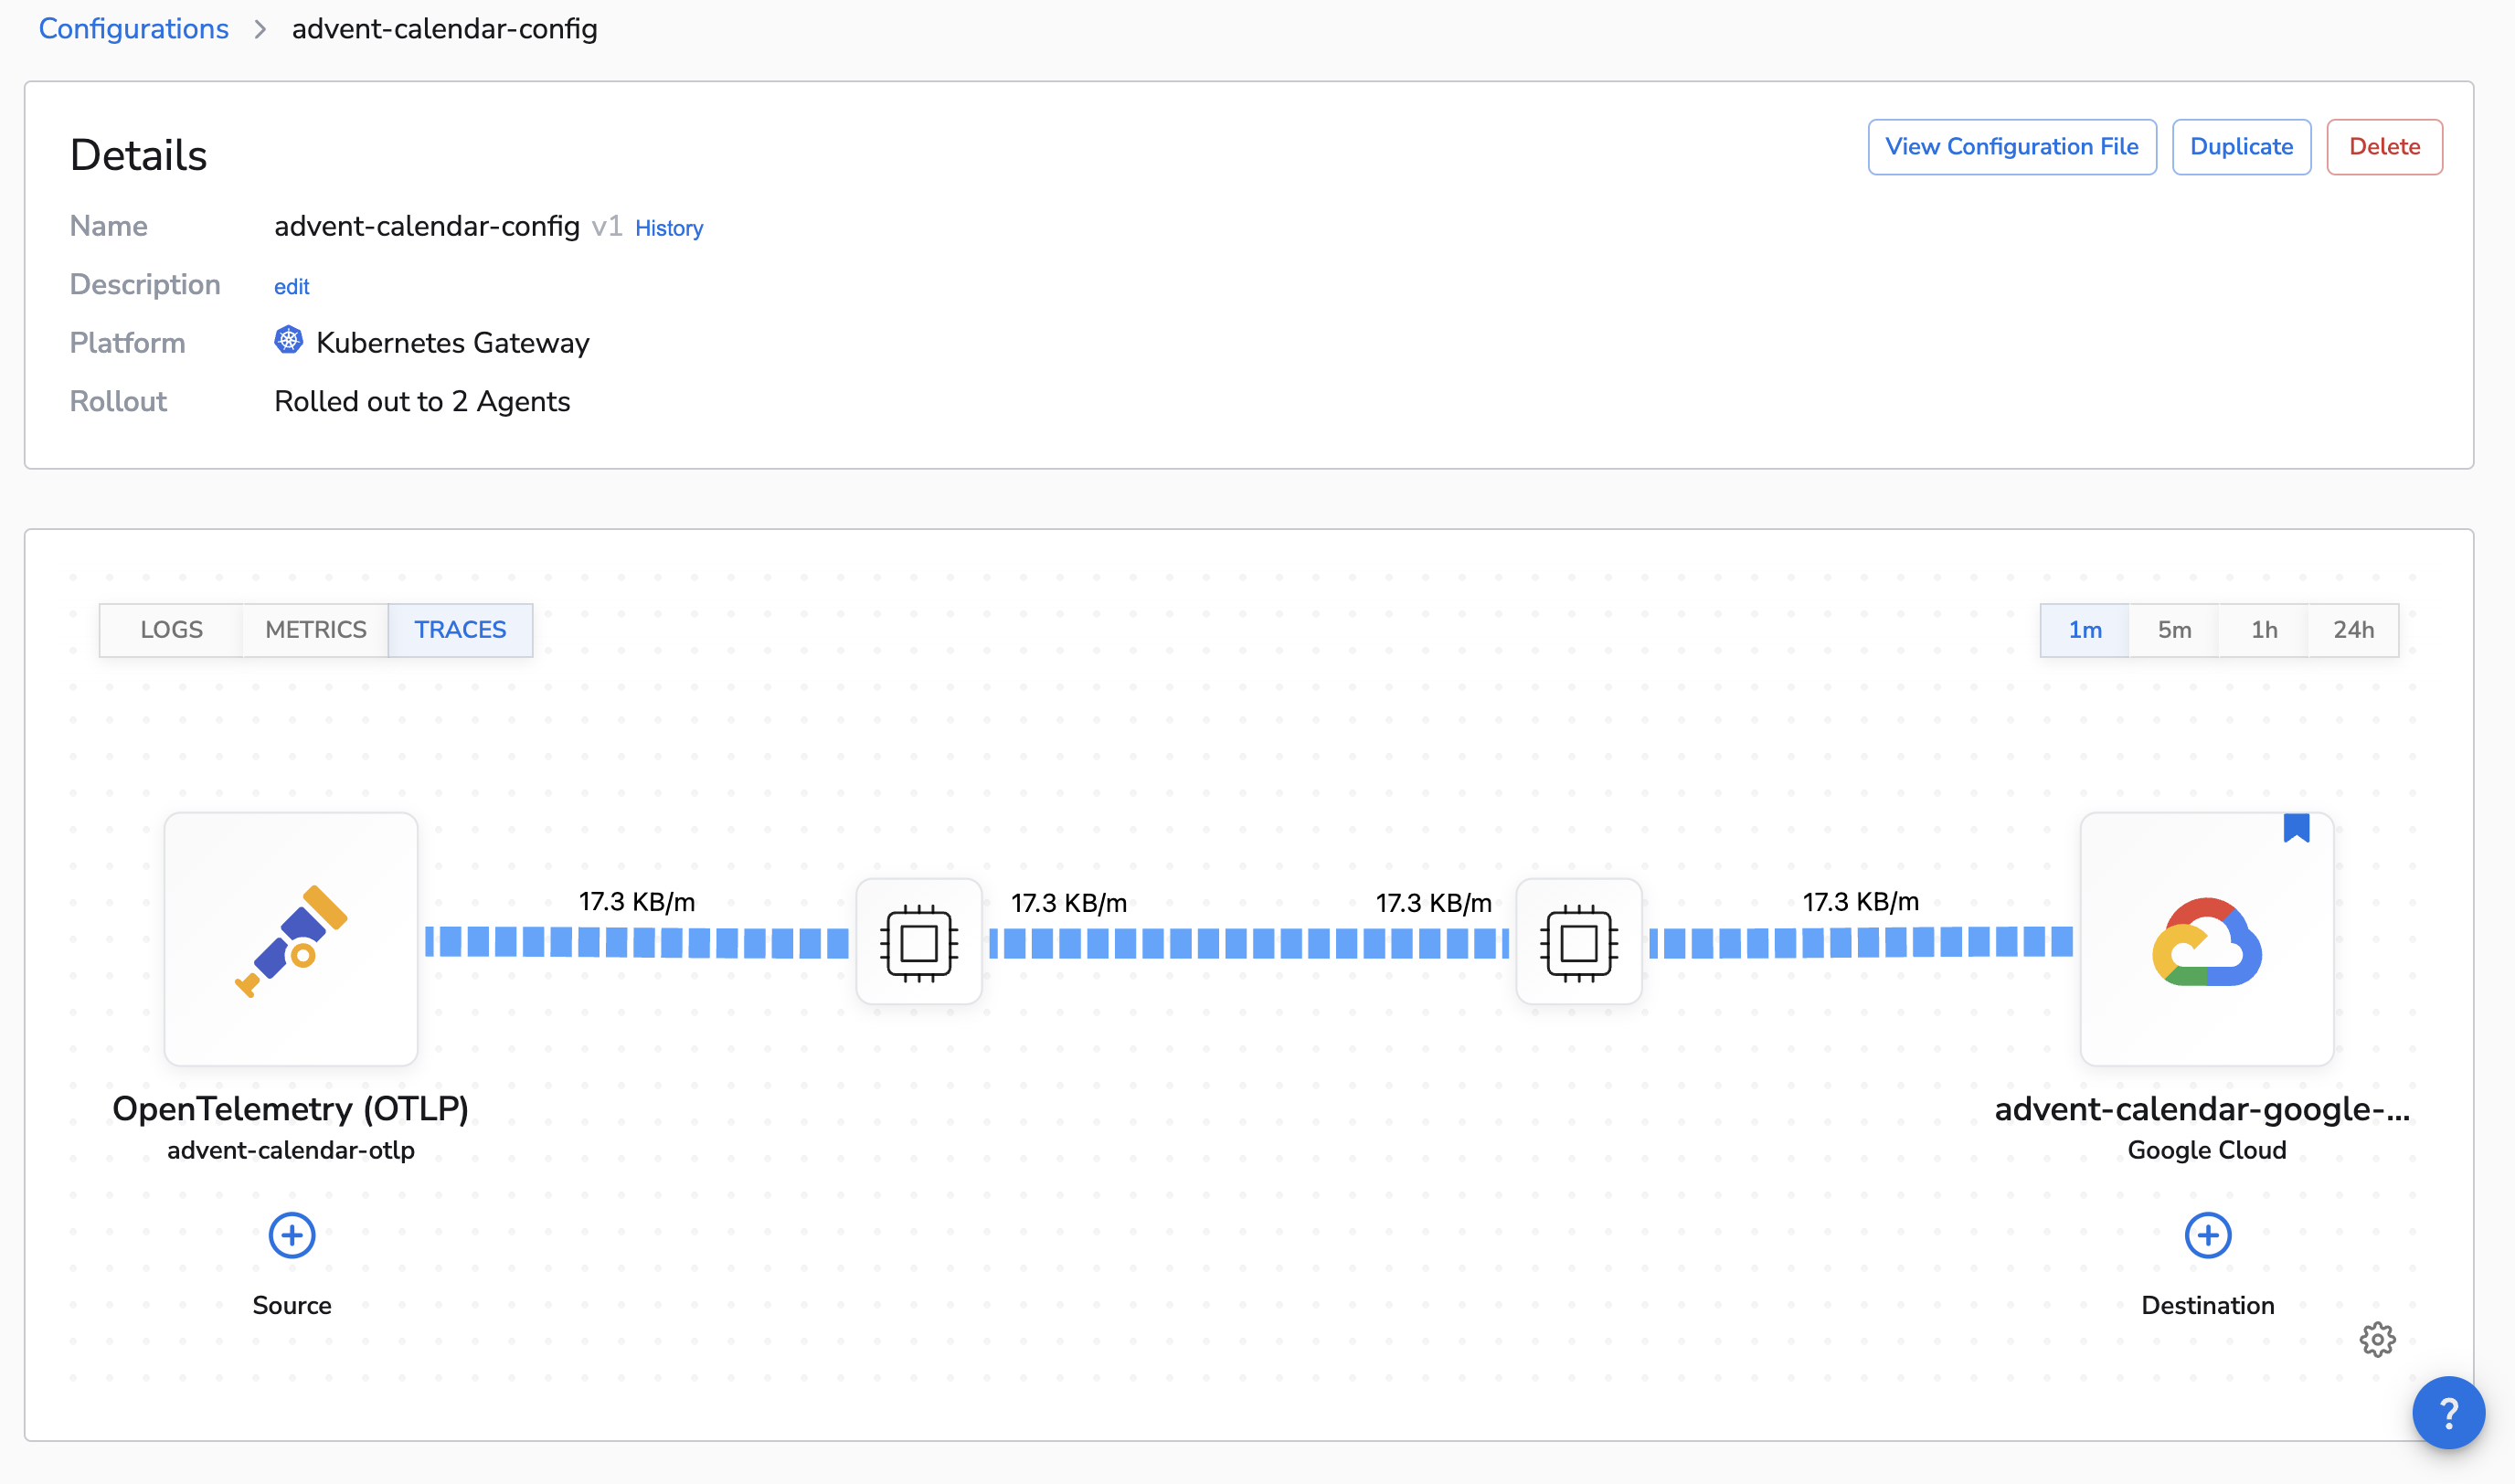 Configurations > advent-calendar-config
Details
View Configuration File
Duplicate
Delete
Name advent-calendar-config v1 History
Description edit
Platform Kubernetes Gateway
Rollout Rolled out to 2 Agents
LOGS METRICS TRACES
1m 5m 1h 24h
17.3 KB/m 17.3 KB/m 17.3 KB/m 17.3 KB/m
OpenTelemetry (OTLP)
advent-calendar-otlp
advent-calendar-google-...
Google Cloud
Source
Destination
?